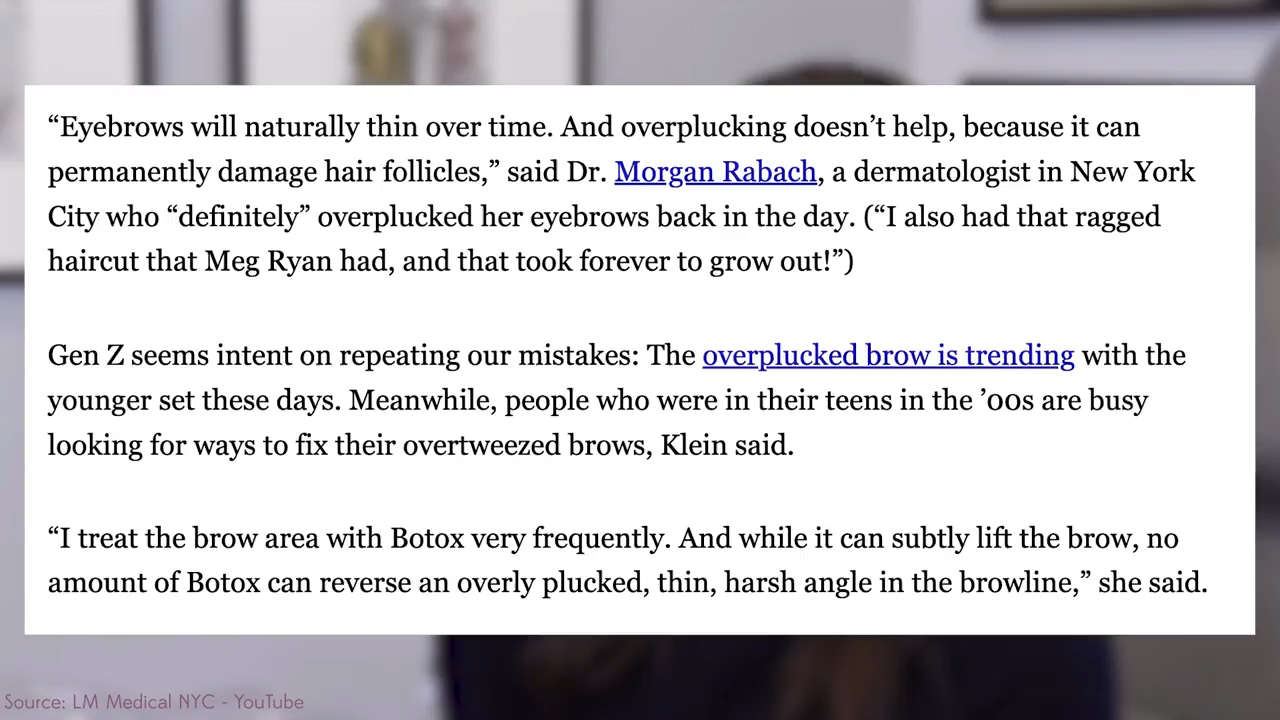 “Eyebrows will naturally thin over time. And overplucking doesn’t help, because it can
permanently damage hair follicles,” said Dr. Morgan Rabach, a dermatologist in New York
City who “definitely” overplucked her eyebrows back in the day. (“I also had that ragged
haircut that Meg Ryan had, and that took forever to grow out!”)
Gen Z seems intent on repeating our mistakes: The overplucked brow is trending with the
younger set these days. Meanwhile, people who were in their teens in the ’00s are busy
looking for ways to fix their overtweezed brows, Klein said.
“I treat the brow area with Botox very frequently. And while it can subtly lift the brow, no
amount of Botox can reverse an overly plucked, thin, harsh angle in the browline,” she said.
Source: LM Medical NYC - YouTube